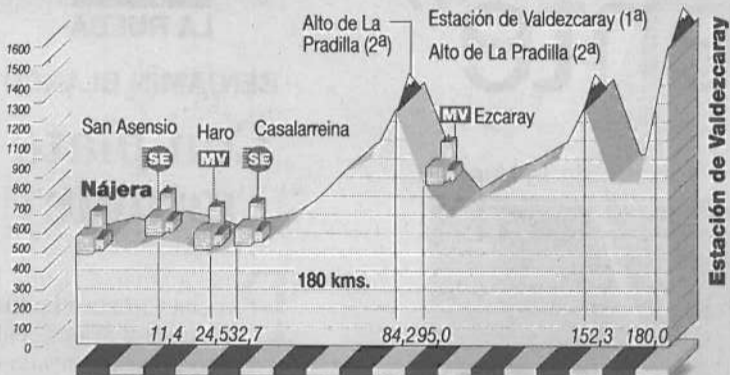 Alto de La
Pradilla (2ª)
Estación de Valdezcaray (1ª)
Alto de La Pradilla (2ª)
San Asensio
Haro
Casalarreina
MV Ezcaray
SE
MV
SE
Nájera
1600
1500
1400
1300
1200
1100
1000
900
800
700
600
500
400
300
200
100
0
180 kms.
11,4 24,5 32,7 84,2 95,0 152,3 180,0
Estación de Valdezcaray